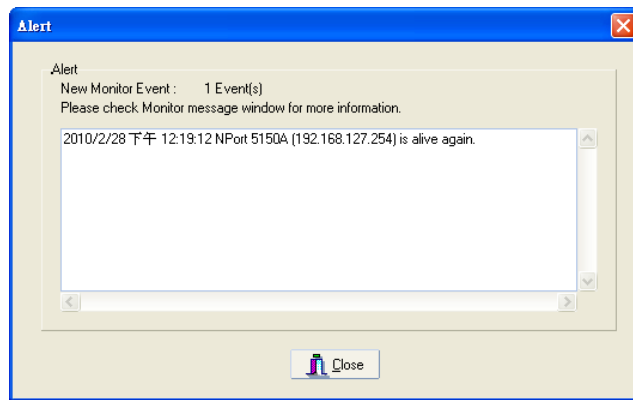 Alert
Alert
New Monitor Event : 1 Event(s)
Please check Monitor message window for more information.
2010/2/28 下午 12:19:12 NPort 5150A (192.168.127.254) is alive again.
Close